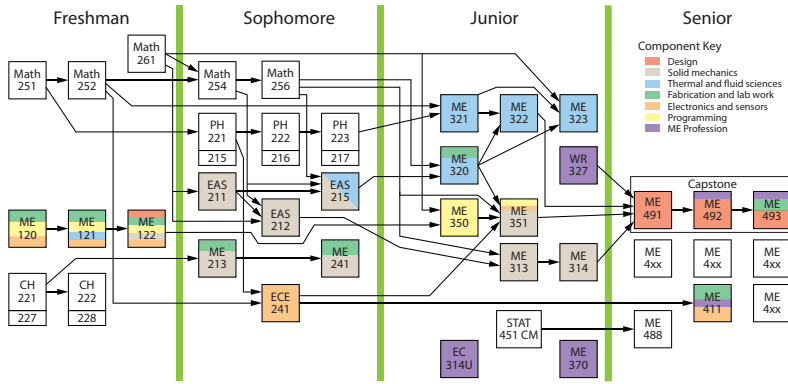 Freshman
Sophomore
Junior
Senior
Component Key
Design
Solid mechanics
Thermal and fluid sciences
Fabrication and lab work
Electronics and sensors
Programming
ME Profession
Math
261
Math
251
Math
252
Math
254
Math
256
ME
321
ME
322
ME
323
PH
221
215
PH
222
216
PH
223
217
ME
320
WR
327
EAS
211
EAS
215
EAS
212
Capstone
ME
491
ME
492
ME
493
ME
120
ME
121
ME
122
ME
350
ME
351
ME
213
ME
241
ME
313
ME
314
ME
4xx
ME
4xx
ME
4xx
CH
221
227
CH
222
228
ECE
241
ME
411
ME
4xx
STAT
451 CM
ME
488
EC
314U
ME
370